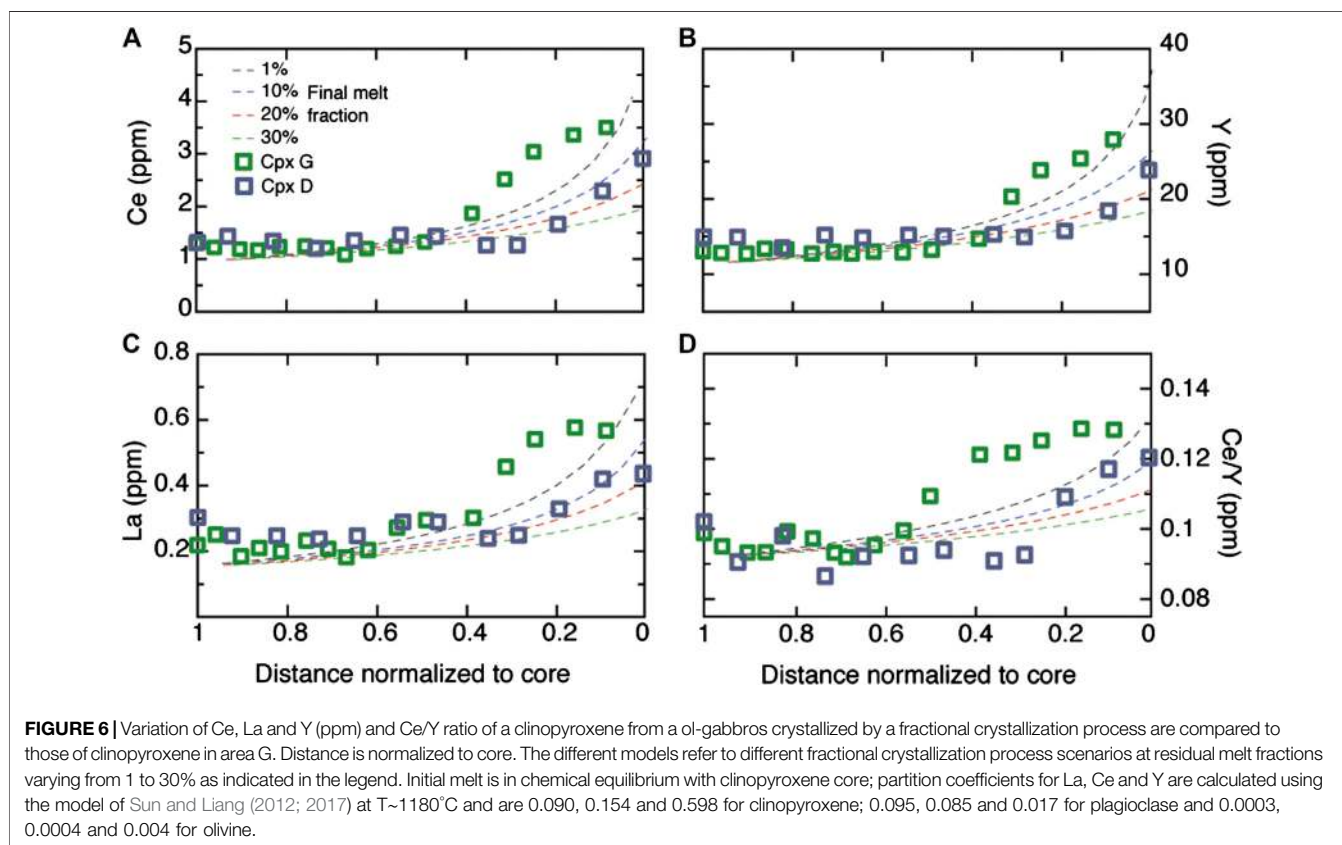 A
B
5
4
3
2
1
0
Ce (ppm)
1%
10% Final melt
20% fraction
30%
Cpx G
Cpx D
40
30
20
10
Y (ppm)
C
D
0.8
0.6
0.4
0.2
La (ppm)
1 0.8 0.6 0.4 0.2 0
Distance normalized to core
0.14
0.12
0.1
0.08
Ce/Y (ppm)
1 0.8 0.6 0.4 0.2 0
Distance normalized to core
FIGURE 6 | Variation of Ce, La and Y (ppm) and Ce/Y ratio of a clinopyroxene from a ol-gabbros crystallized by a fractional crystallization process are compared to
those of clinopyroxene in area G. Distance is normalized to core. The different models refer to different fractional crystallization process scenarios at residual melt fractions
varying from 1 to 30% as indicated in the legend. Initial melt is in chemical equilibrium with clinopyroxene core; partition coefficients for La, Ce and Y are calculated using
the model of Sun and Liang (2012; 2017) at T~1180°C and are 0.090, 0.154 and 0.598 for clinopyroxene; 0.095, 0.085 and 0.017 for plagioclase and 0.0003,
0.0004 and 0.004 for olivine.